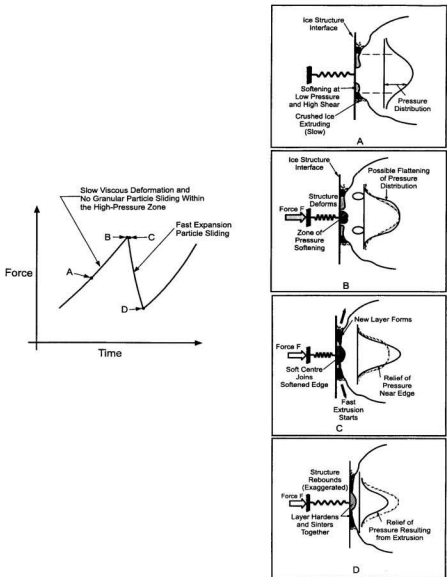 Slow Viscous Deformation and
No Granular Particle Sliding Within
the High-Pressure Zone
Fast Expansion
Particle Sliding
B
C
A
D
Force
Time
Ice Structure
Interface
Softening at
Low Pressure
and High Shear
Crushed Ice
Extruding
(Slow)
Pressure
Distribution
A
Ice Structure
Interface
Possible Flattening
of Pressure
Distribution
Structure
Deforms
Force F
Zone of
Pressure
Softening
B
New Layer Forms
Force F
Soft Centre
Joins
Softened Edge
Relief of
Pressure
Near Edge
Fast
Extrusion
Starts
C
Structure
Rebounds
(Exaggerated)
Force F
Layer Hardens
and Sinters
Together
Relief of
Pressure Resulting
from Extrusion
D